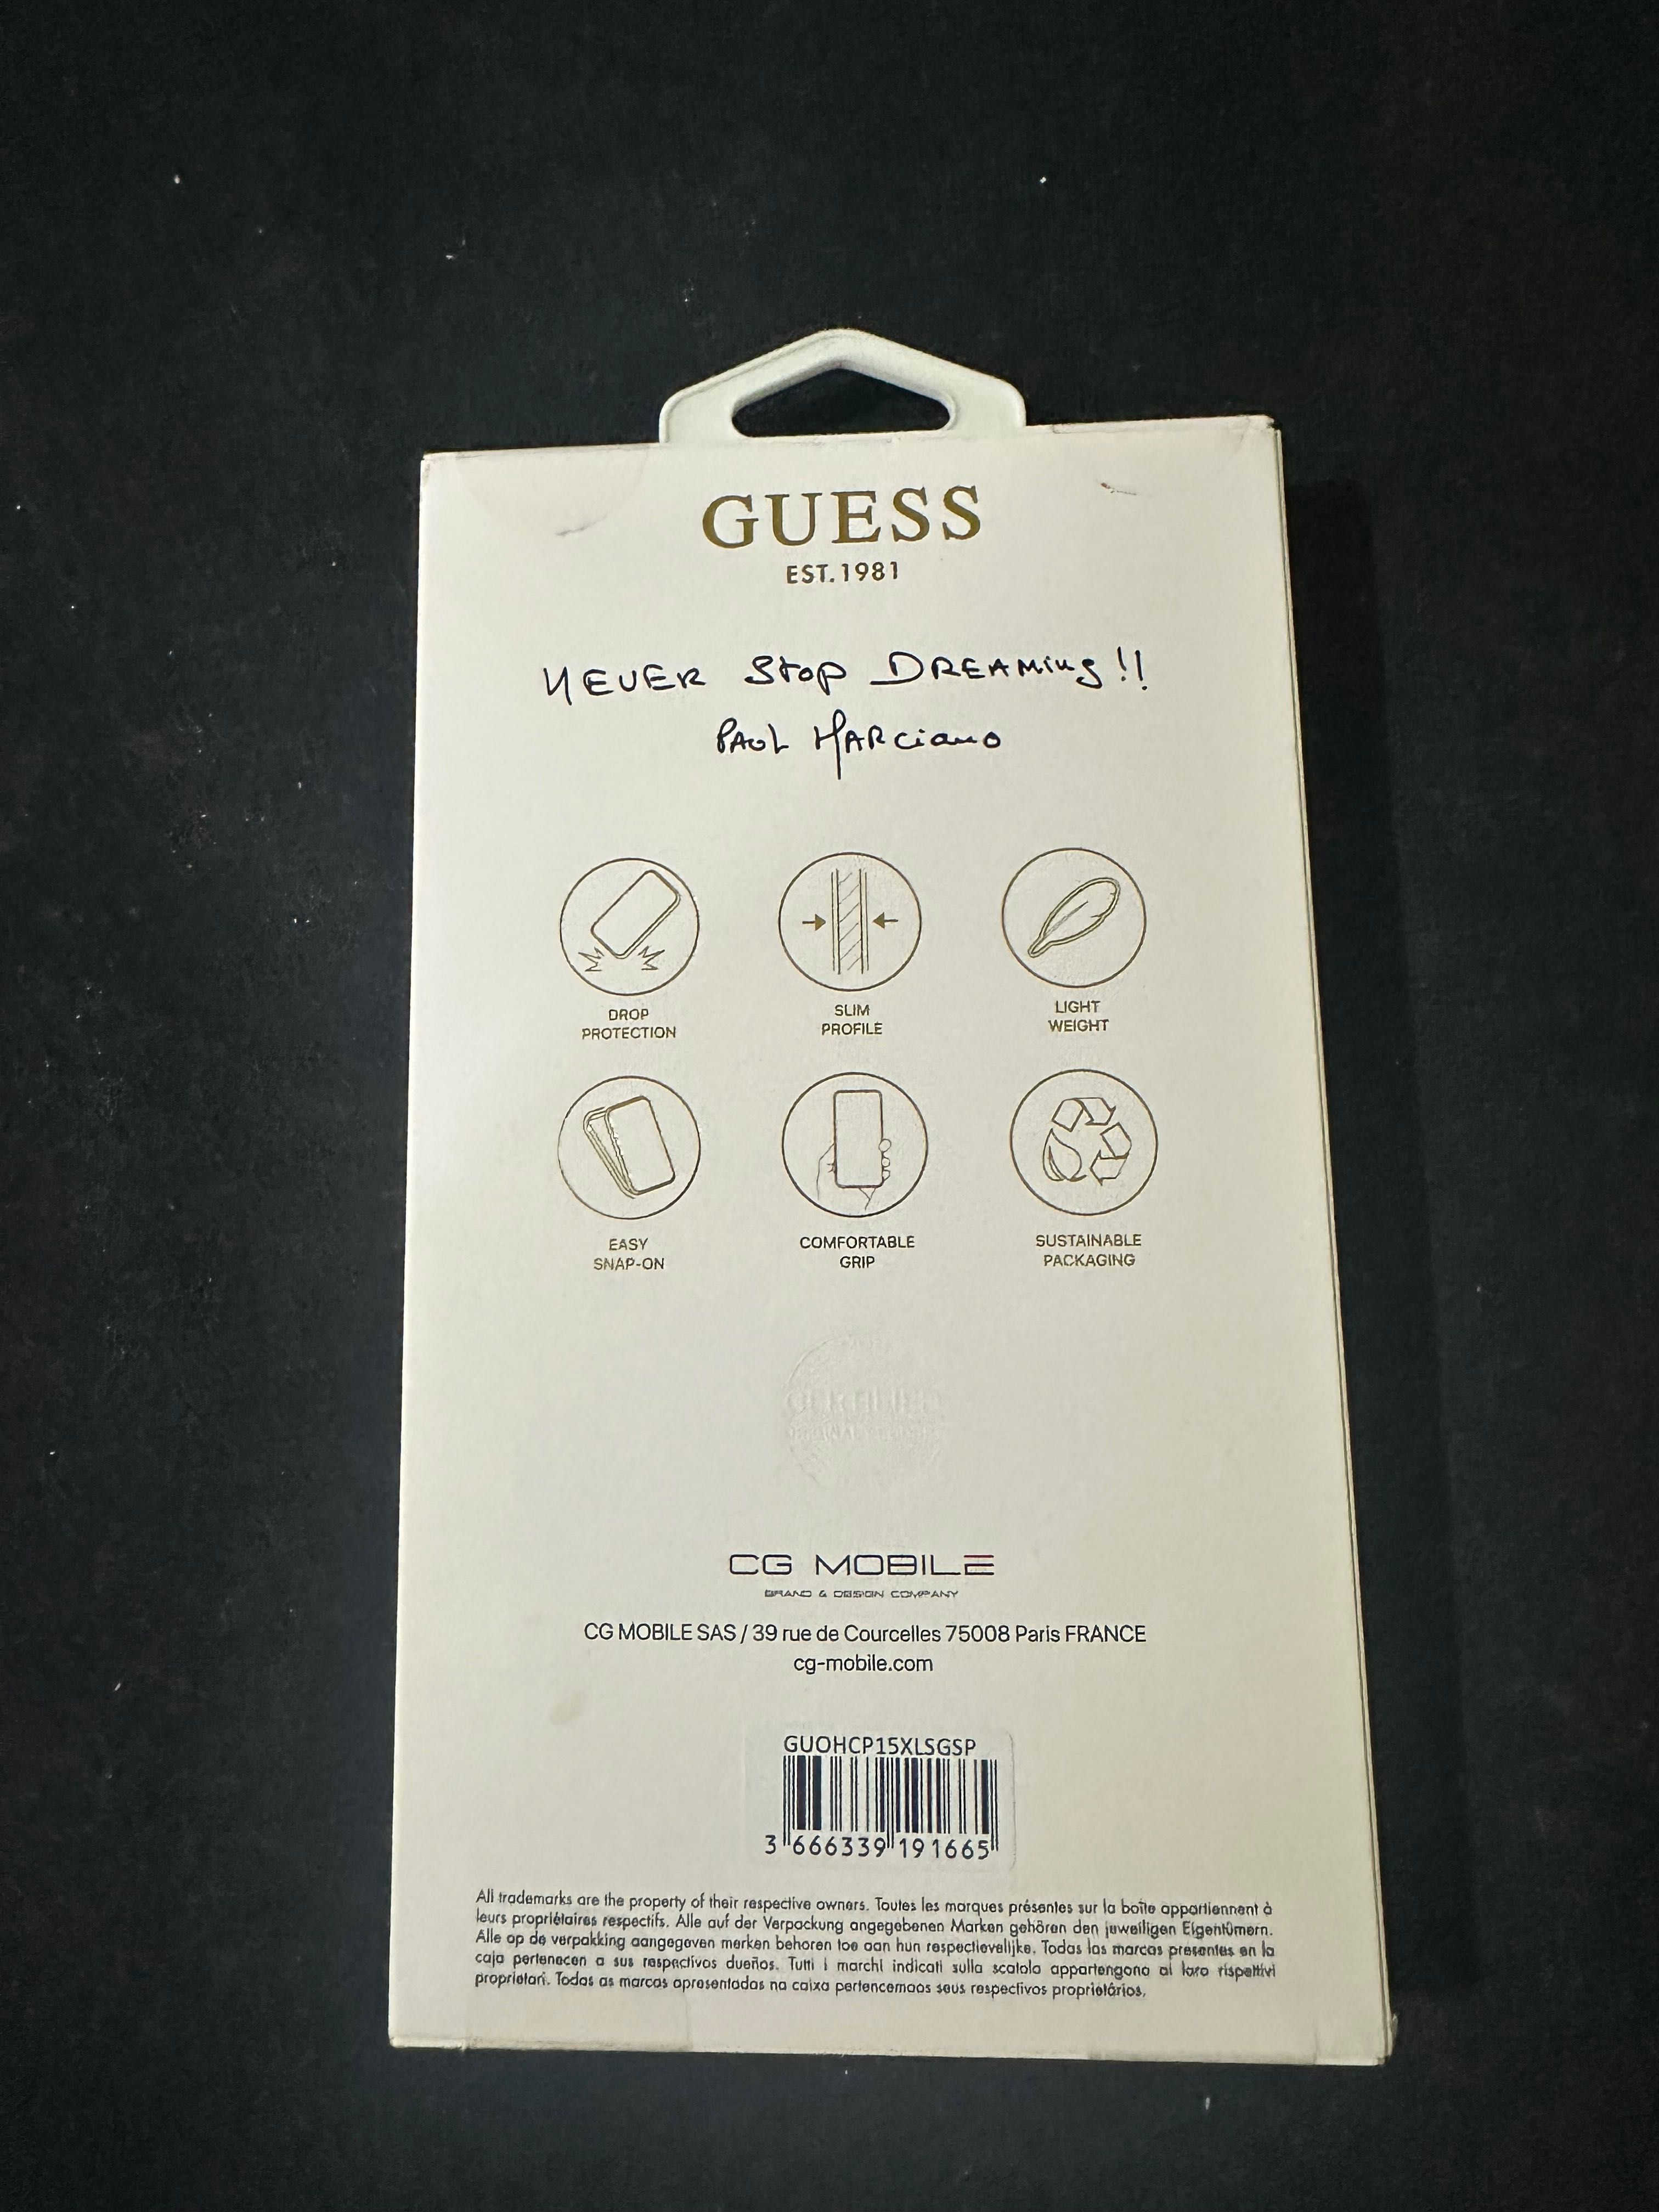 GUESS
EST.1981
NEVER Stop DREAMing!!
PAUL MARCiano
DROP
PROTECTION
SLIM
PROFILE
LIGHT
WEIGHT
EASY
SNAP-ON
COMFORTABLE
GRIP
SUSTAINABLE
PACKAGING
CERTIFIED
ORIGINAL
CG MOBILE
BRAND & DESIGN COMPANY
CG MOBILE SAS / 39 rue de Courcelles 75008 Paris FRANCE
cg-mobile.com
GUOHCP15XLSGSP
3 666339 191665
All trademarks are the property of their respective owners. Toutes les marques présentes sur la boîte appartiennent à
leurs propriétaires respectifs. Alle auf der Verpackung angegebenen Marken gehören den jeweiligen Eigentümern.
Alle op de verpakking aangegeven merken behoren toe aan hun respectievelijke. Todas las marcas presentes en la
caja pertenecen a sus respectivos dueños. Tutti i marchi indicati sulla scatola appartengono ai loro rispettivi
proprietari. Todas as marcas apresentadas na caixa pertencemaos seus respectivos proprietários.